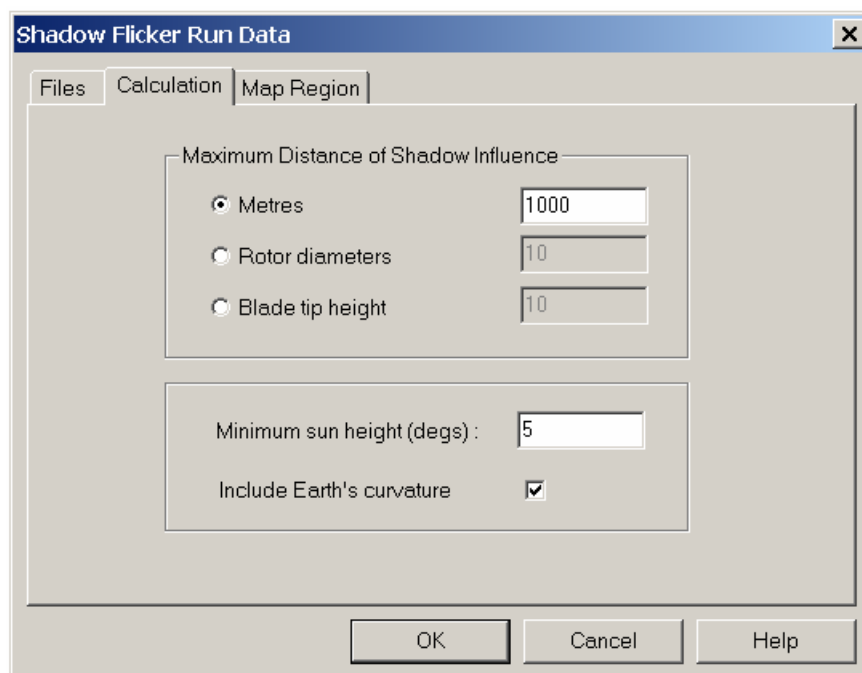 Shadow Flicker Run Data
Files Calculation Map Region
Maximum Distance of Shadow Influence
Metres 1000
Rotor diameters 10
Blade tip height 10
Minimum sun height (degs) : 5
Include Earth's curvature
OK Cancel Help